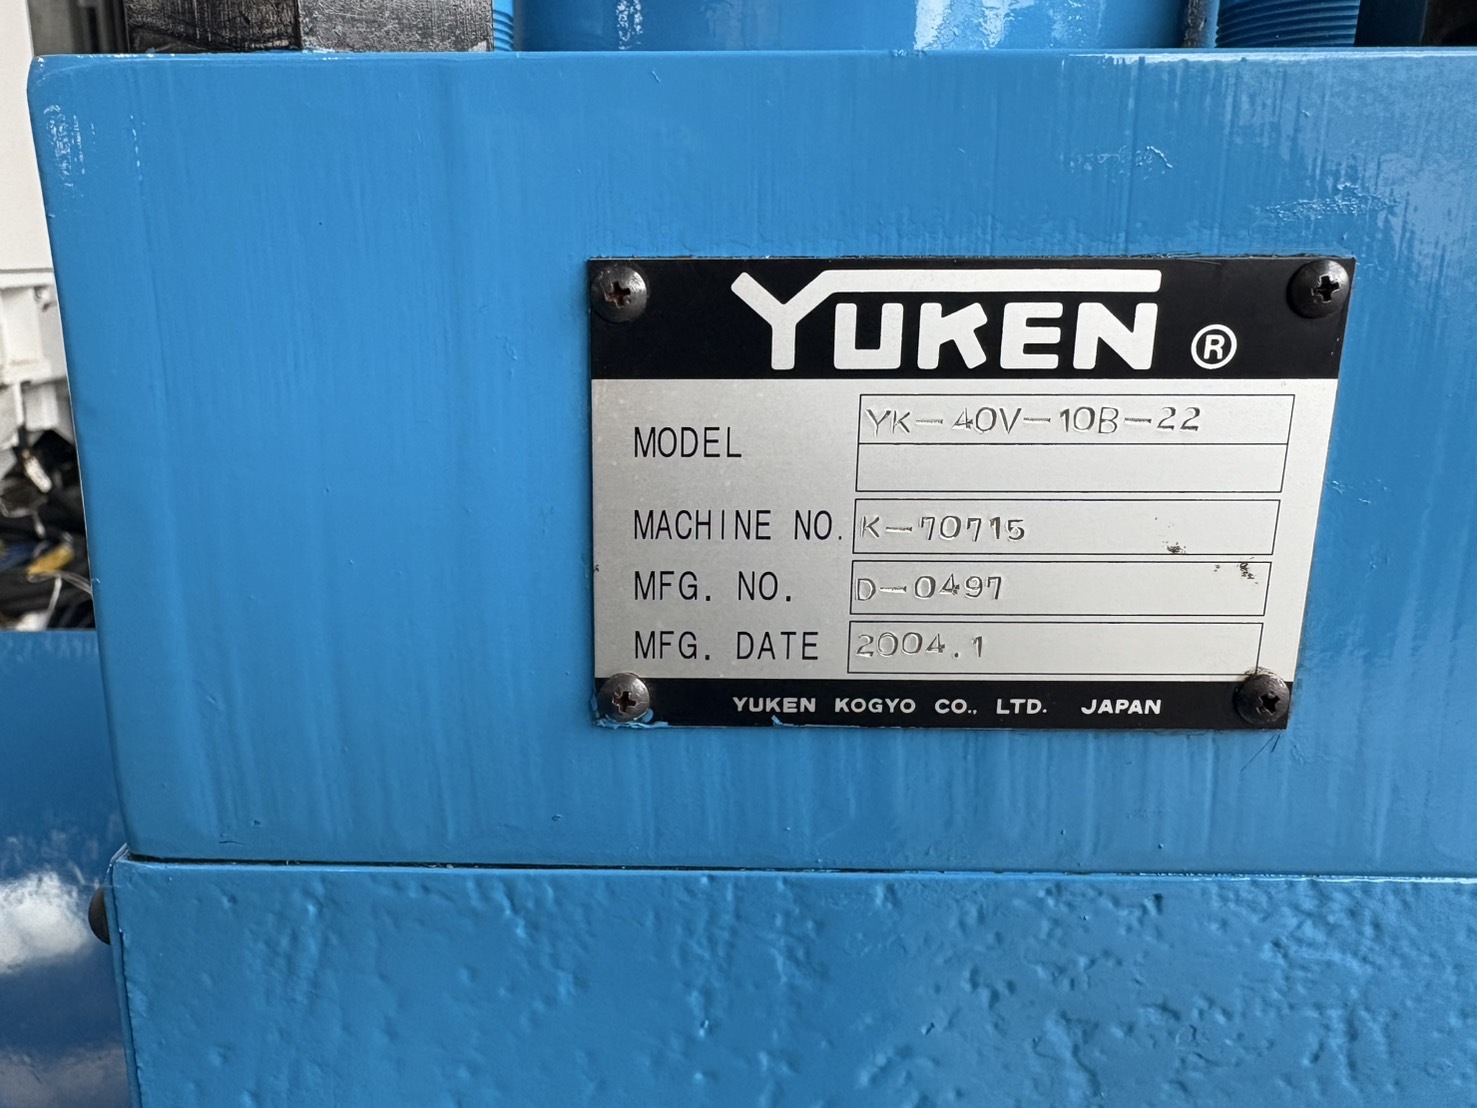 YUKEN ®
MODEL YK-40V-10B-22
MACHINE NO. K-70715
MFG. NO. D-0497
MFG. DATE 2004.1
YUKEN KOGYO CO., LTD. JAPAN